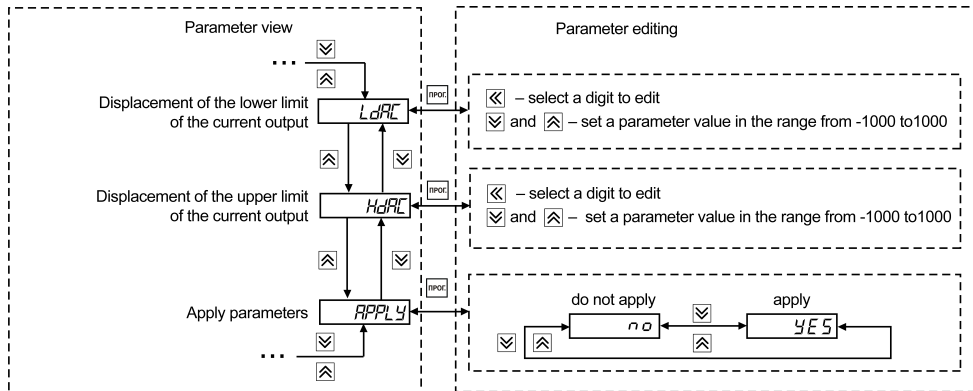 Parameter view
Parameter editing
...
Displacement of the lower limit
of the current output
LdAC
ПРОГ.
– select a digit to edit
and – set a parameter value in the range from -1000 to1000
Displacement of the upper limit
of the current output
HdAC
ПРОГ.
– select a digit to edit
and – set a parameter value in the range from -1000 to1000
Apply parameters
APPLY
ПРОГ.
do not apply
apply
no
YES
...